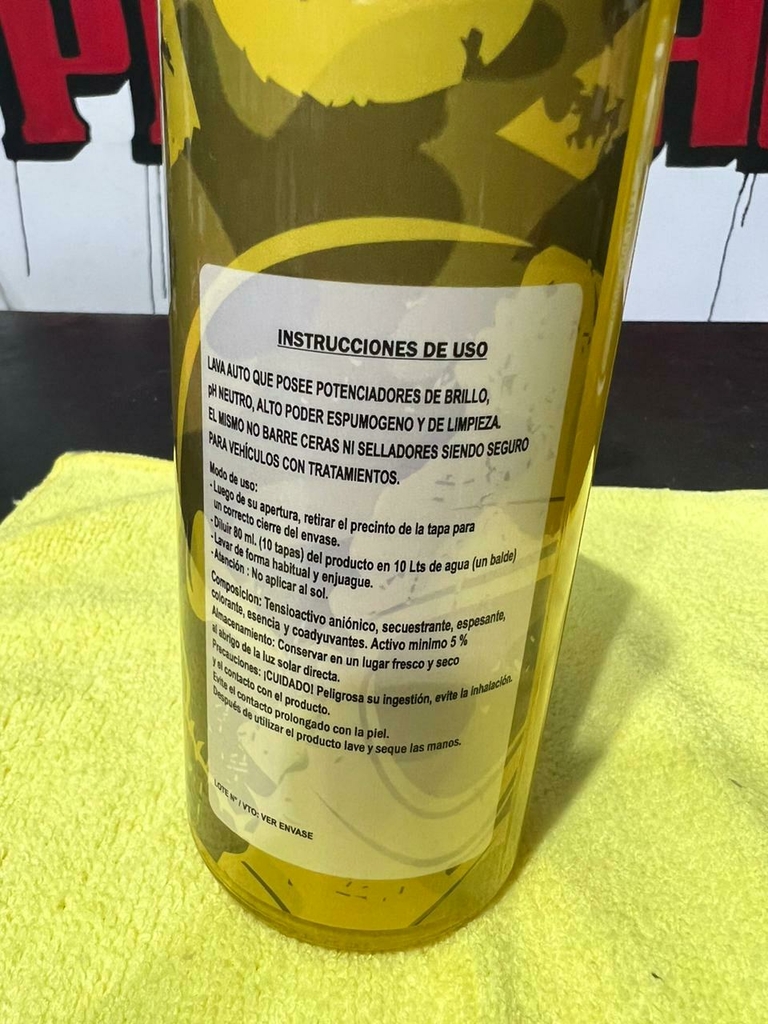 INSTRUCCIONES DE USO
LAVA AUTO QUE POSEE POTENCIADORES DE BRILLO,
pH NEUTRO, ALTO PODER ESPUMOGENO Y DE LIMPIEZA.
EL MISMO NO BARRE CERAS NI SELLADORES SIENDO SEGURO
PARA VEHÍCULOS CON TRATAMIENTOS.
Modo de uso:
- Luego de su apertura, retirar el precinto de la tapa para
un correcto cierre del envase.
- Diluir 80 ml. (10 tapas) del producto en 10 Lts de agua (un balde)
- Lavar de forma habitual y enjuague.
- Atención : No aplicar al sol.
Composicion: Tensioactivo aniónico, secuestrante, espesante,
colorante, esencia y coadyuvantes. Activo mínimo 5 %
Almacenamiento: Conservar en un lugar fresco y seco
al abrigo de la luz solar directa.
Precauciones: ¡CUIDADO! Peligrosa su ingestión, evite la inhalación.
y el contacto con el producto.
Evite el contacto prolongado con la piel.
Después de utilizar el producto lave y seque las manos.
LOTE N° / VTO: VER ENVASE